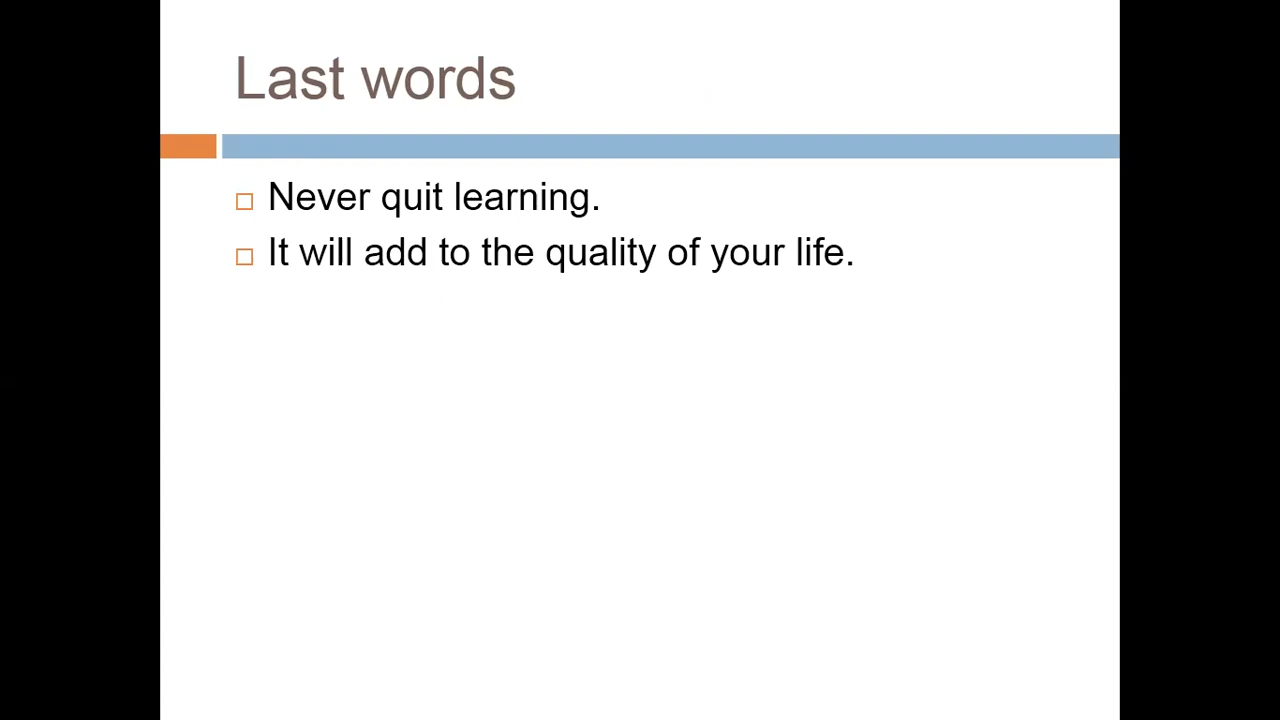 Last words
Never quit learning.
It will add to the quality of your life.